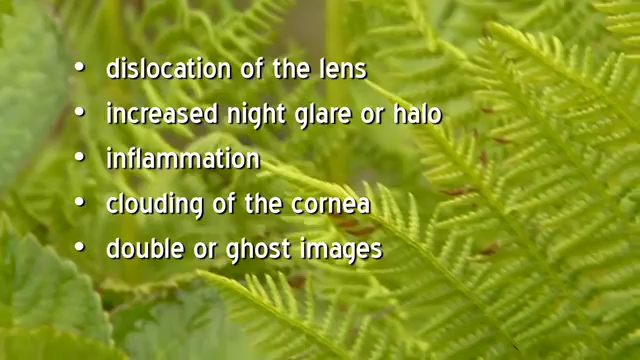 • dislocation of the lens
• increased night glare or halo
• inflammation
• clouding of the cornea
• double or ghost images